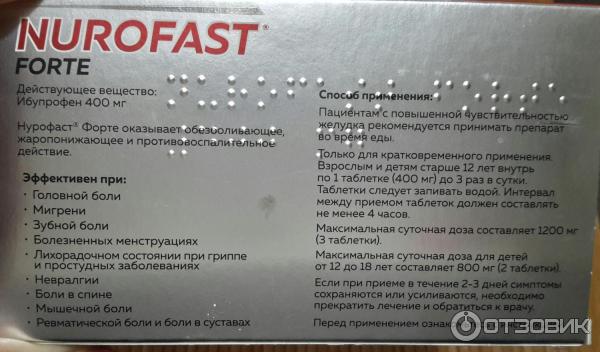 NUROFAST®
FORTE
Действующее вещество:
Ибупрофен 400 мг
Нурофаст® Форте оказывает обезболивающее,
жаропонижающее и противовоспалительное
действие.
Эффективен при:
· Головной боли
· Мигрени
· Зубной боли
· Болезненных менструациях
· Лихорадочном состоянии при гриппе
и простудных заболеваниях
· Невралгии
· Боли в спине
· Мышечной боли
· Ревматической боли и боли в суставах
Способ применения:
Пациентам с повышенной чувствительностью
желудка рекомендуется принимать препарат
во время еды.
Только для кратковременного применения.
Взрослым и детям старше 12 лет внутрь
по 1 таблетке (400 мг) до 3 раз в сутки.
Таблетки следует запивать водой. Интервал
между приемом таблеток должен составлять
не менее 4 часов.
Максимальная суточная доза составляет 1200 мг
(3 таблетки).
Максимальная суточная доза для детей
от 12 до 18 лет составляет 800 мг (2 таблетки).
Если при приеме в течение 2-3 дней симптомы
сохраняются или усиливаются, необходимо
прекратить лечение и обратиться к врачу.
Перед применением
ОТЗОВИК